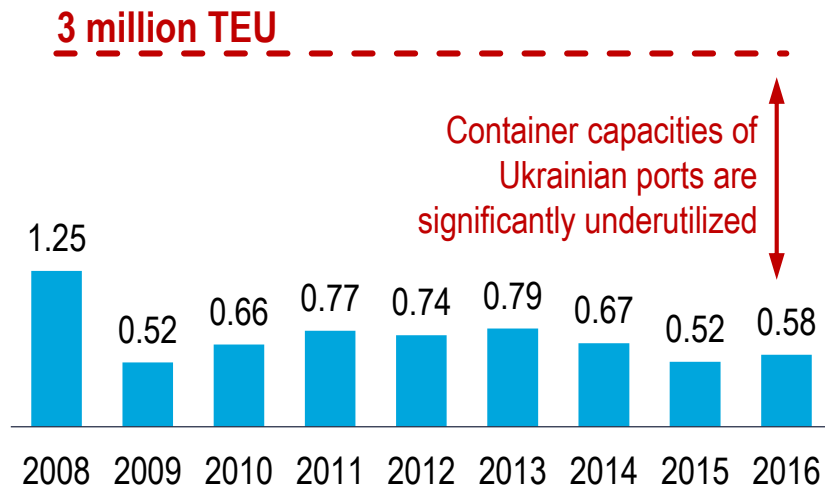 3 million TEU
Container capacities of
Ukrainian ports are
significantly underutilized
1.25
0.52
0.66
0.77
0.74
0.79
0.67
0.52
0.58
2008 2009 2010 2011 2012 2013 2014 2015 2016